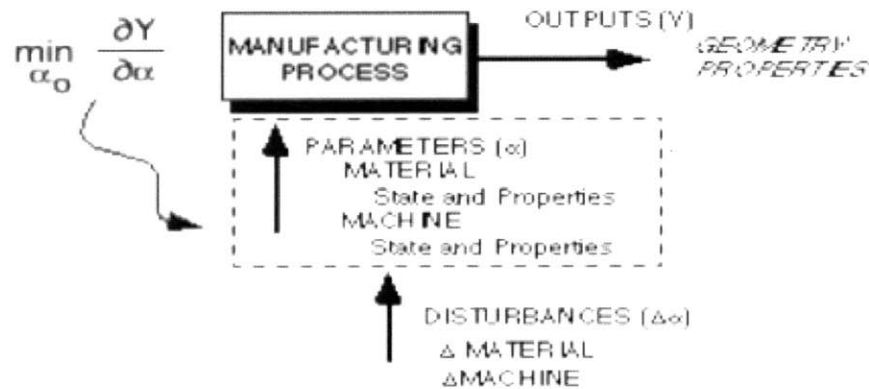 min α₀ ∂Y/∂α
MANUFACTURING
PROCESS
OUTPUTS (Y)
GEOMETRY
PROPERTIES
PARAMETERS (α)
MATERIAL
State and Properties
MACHINE
State and Properties
DISTURBANCES (Δα)
Δ MATERIAL
ΔMACHINE